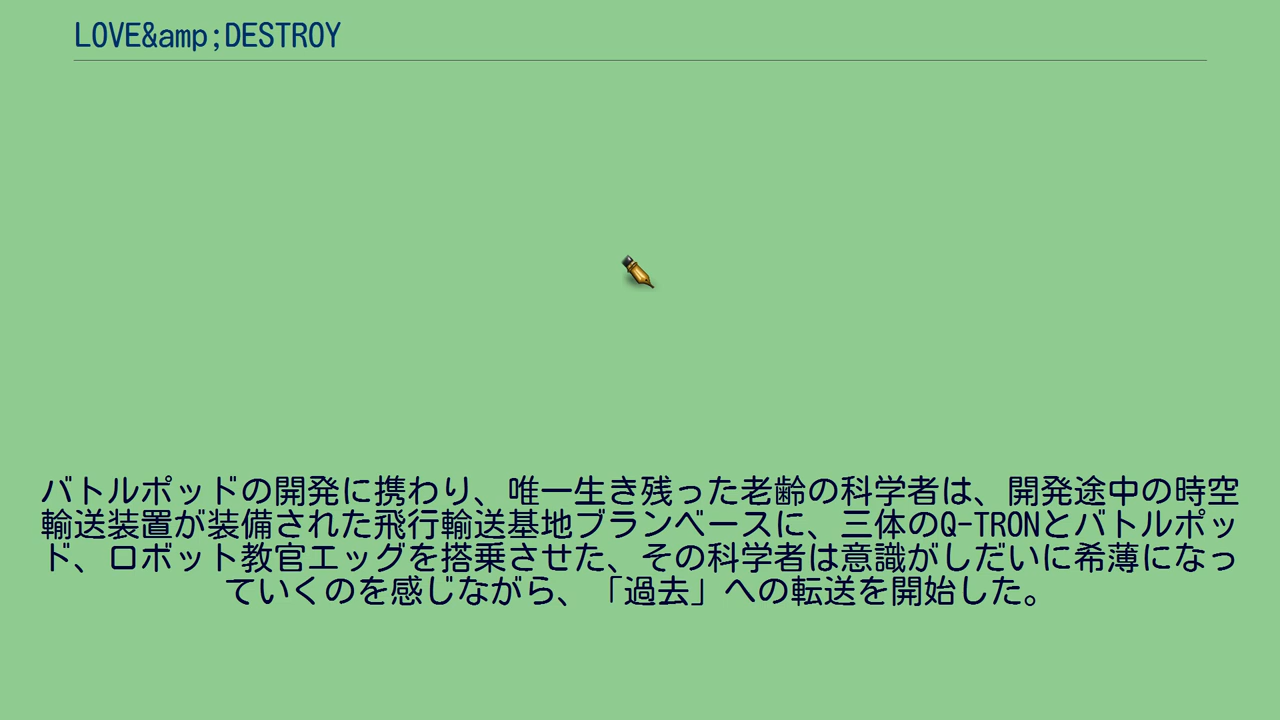 LOVE&amp;DESTROY
バトルポッドの開発に携わり、唯一生き残った老齢の科学者は、開発途中の時空
輸送装置が装備された飛行輸送基地ブランベースに、三体のQ-TRONとバトルポッ
ド、ロボット教官エッグを搭乗させた、その科学者は意識がしだいに希薄になっ
ていくのを感じながら、「過去」への転送を開始した。